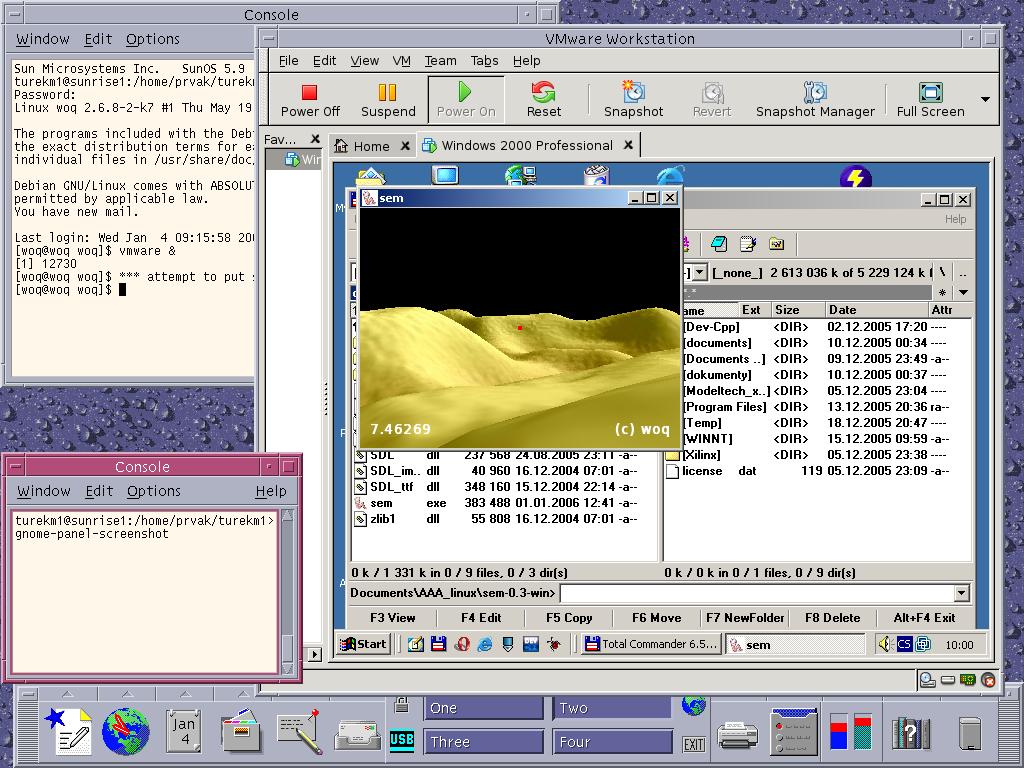 Console
Window Edit Options
Sun Microsystems Inc. SunOS 5.9
turekm1@sunrise1:/home/prvak/turekm
Password:
Linux woq 2.6.8-2-k7 #1 Thu May 19
The programs included with the Deb
the exact distribution terms for e
individual files in /usr/share/doc
Debian GNU/Linux comes with ABSOLU
permitted by applicable law.
You have new mail.
Last login: Wed Jan 4 09:15:58 20
[woq@woq woq]$ vmware &
[1] 12730
[woq@woq woq]$ *** attempt to put
[woq@woq woq]$
VMware Workstation
File Edit View VM Team Tabs Help
Power Off Suspend Power On Reset Snapshot Revert Snapshot Manager Full Screen
Fav...
Win
Home
Windows 2000 Professional
sem
7.46269
(c) woq
Help
[_none_] 2 613 036 k of 5 229 124 k \ ..
*.*
ame Ext Size Date Attr
[Dev-Cpp] <DIR> 02.12.2005 17:20 ----
[documents] <DIR> 10.12.2005 00:34 ----
[Documents ..] <DIR> 09.12.2005 23:49 -a--
[dokumenty] <DIR> 10.12.2005 00:37 ----
[Modeltech_x..] <DIR> 05.12.2005 23:04 ----
[Program Files] <DIR> 13.12.2005 20:36 ra--
[Temp] <DIR> 18.12.2005 20:47 ----
[WINNT] <DIR> 15.12.2005 09:59 -a--
[Xilinx] <DIR> 05.12.2005 23:38 ----
license dat 119 05.12.2005 23:09 -a--
SDL dll 237 568 24.08.2005 23:11 -a--
SDL_im.. dll 40 960 16.12.2004 07:01 -a--
SDL_ttf dll 348 160 15.12.2004 22:14 -a--
sem exe 383 488 01.01.2006 12:41 -a--
zlib1 dll 55 808 16.12.2004 07:01 -a--
0 k / 1 331 k in 0 / 9 files, 0 / 3 dir(s)
0 k / 0 k in 0 / 1 files, 0 / 9 dir(s)
Documents\AAA_linux\sem-0.3-win>
F3 View F4 Edit F5 Copy F6 Move F7 NewFolder F8 Delete Alt+F4 Exit
Start
Total Commander 6.5...
sem
CS
10:00
Console
Window Edit Options Help
turekm1@sunrise1:/home/prvak/turekm1>
gnome-panel-screenshot
Jan
4
USB
One
Two
Three
Four
EXIT